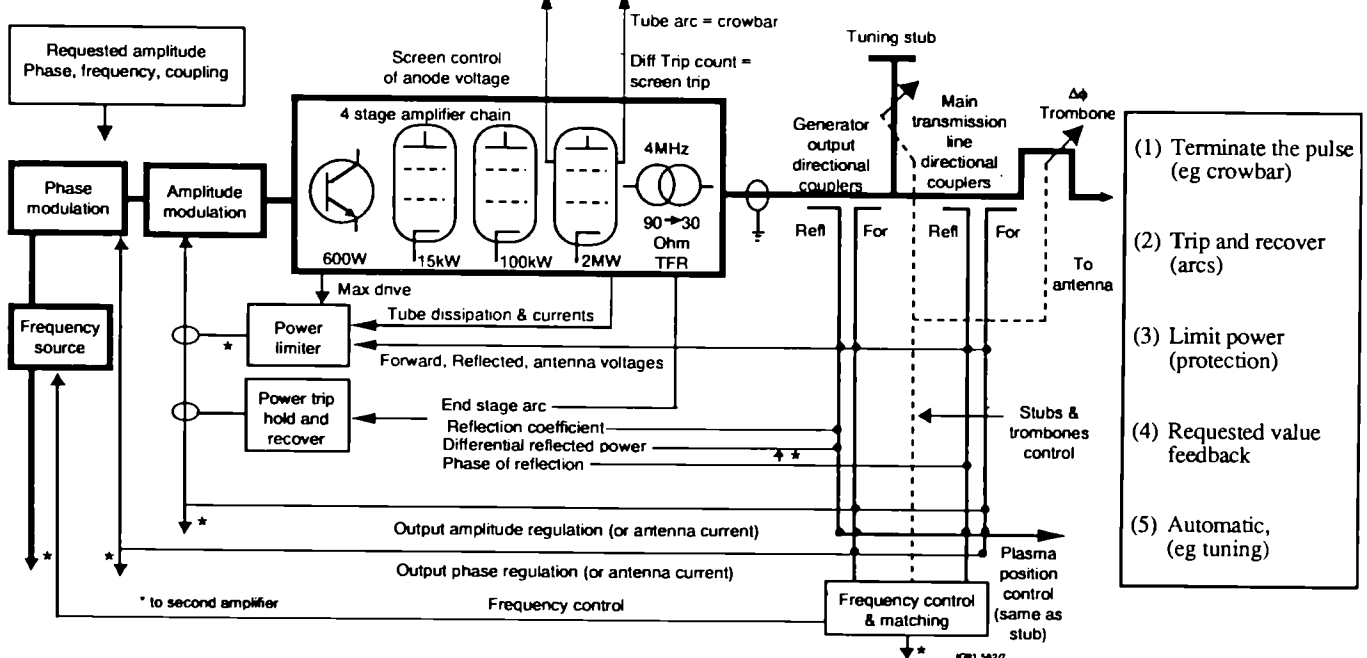 Tube arc = crowbar
Requested amplitude
Phase, frequency, coupling
Screen control
of anode voltage
Diff Trip count =
screen trip
Tuning stub
Δϕ
Trombone
4 stage amplifier chain
4MHz
90→30
Ohm
TFR
600W
15kW
100kW
2MW
Phase
modulation
Amplitude
modulation
Generator
output
directional
couplers
Main
transmission
line
directional
couplers
Refl
For
Refl
For
To
antenna
Frequency
source
Max drive
Power
limiter
Tube dissipation & currents
Forward, Reflected, antenna voltages
*
Power trip
hold and
recover
End stage arc
Reflection coefficient
Differential reflected power
*
Phase of reflection
Stubs &
trombones
control
*
Output amplitude regulation (or antenna current)
*
*
Output phase regulation (or antenna current)
Plasma
position
control
(same as
stub)
* to second amplifier
Frequency control
Frequency control
& matching
*
(1) Terminate the pulse
(eg crowbar)
(2) Trip and recover
(arcs)
(3) Limit power
(protection)
(4) Requested value
feedback
(5) Automatic,
(eg tuning)